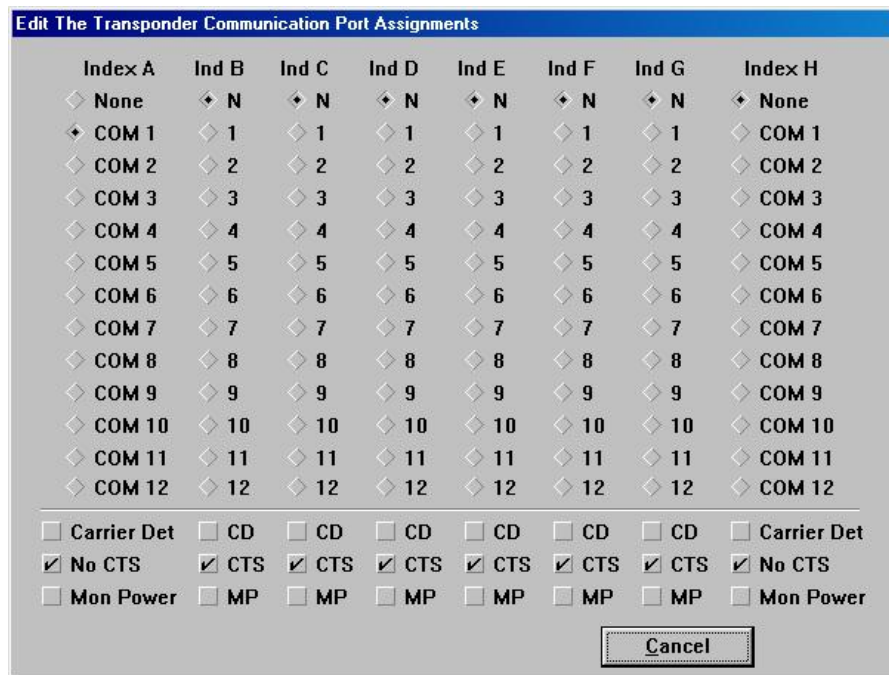 Edit The Transponder Communication Port Assignments
Index A Ind B Ind C Ind D Ind E Ind F Ind G Index H
None N N N N N N None
COM 1 1 1 1 1 1 1 COM 1
COM 2 2 2 2 2 2 2 COM 2
COM 3 3 3 3 3 3 3 COM 3
COM 4 4 4 4 4 4 4 COM 4
COM 5 5 5 5 5 5 5 COM 5
COM 6 6 6 6 6 6 6 COM 6
COM 7 7 7 7 7 7 7 COM 7
COM 8 8 8 8 8 8 8 COM 8
COM 9 9 9 9 9 9 9 COM 9
COM 10 10 10 10 10 10 10 COM 10
COM 11 11 11 11 11 11 11 COM 11
COM 12 12 12 12 12 12 12 COM 12
Carrier Det CD CD CD CD CD CD Carrier Det
No CTS CTS CTS CTS CTS CTS CTS No CTS
Mon Power MP MP MP MP MP MP Mon Power
Cancel